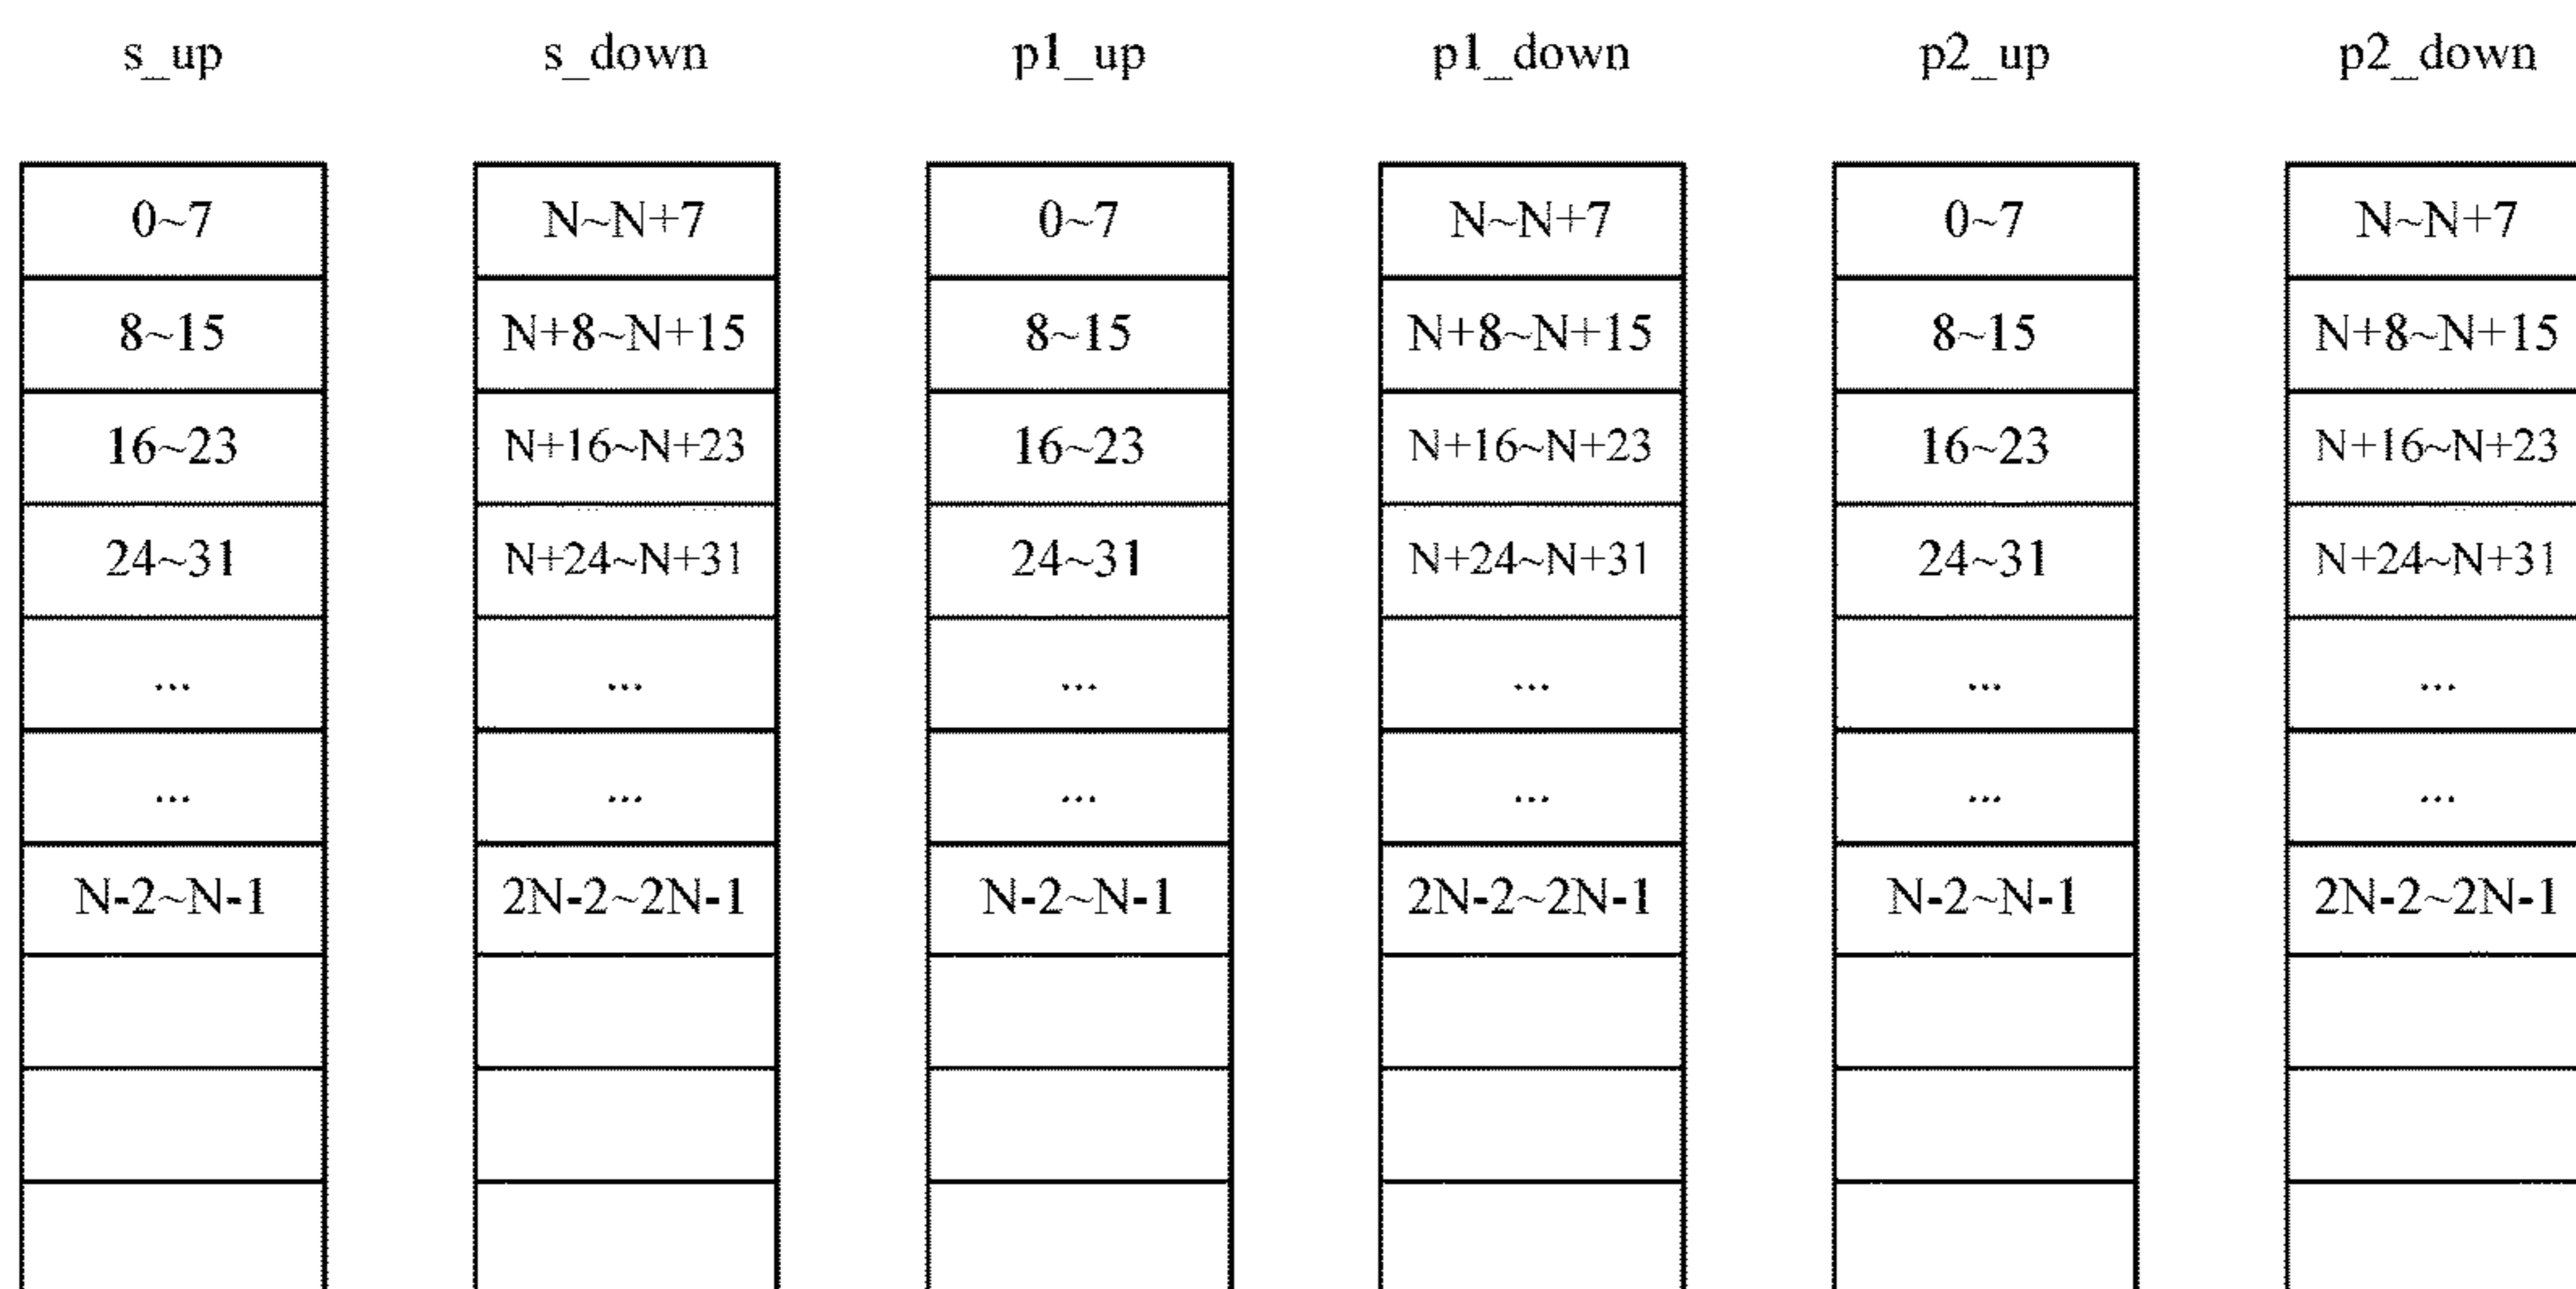 s_up s_down p1_up p1_down p2_up p2_down
0~7 N~N+7 0~7 N~N+7 0~7 N~N+7
8~15 N+8~N+15 8~15 N+8~N+15 8~15 N+8~N+15
16~23 N+16~N+23 16~23 N+16~N+23 16~23 N+16~N+23
24~31 N+24~N+31 24~31 N+24~N+31 24~31 N+24~N+31
... ... ... ... ... ...
... ... ... ... ... ...
N-2~N-1 2N-2~2N-1 N-2~N-1 2N-2~2N-1 N-2~N-1 2N-2~2N-1